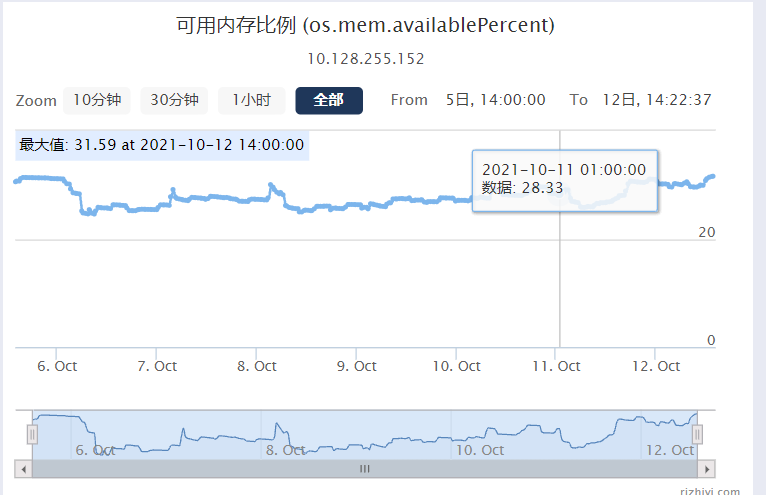 可用内存比例 (os.mem.availablePercent)
10.128.255.152
Zoom 10分钟 30分钟 1小时 全部 From 5日, 14:00:00 To 12日, 14:22:37
最大值: 31.59 at 2021-10-12 14:00:00
2021-10-11 01:00:00
数据: 28.33
20
0
6. Oct 7. Oct 8. Oct 9. Oct 10. Oct 11. Oct 12. Oct
6. Oct 8. Oct 10. Oct 12. Oct
rizhiyi.com